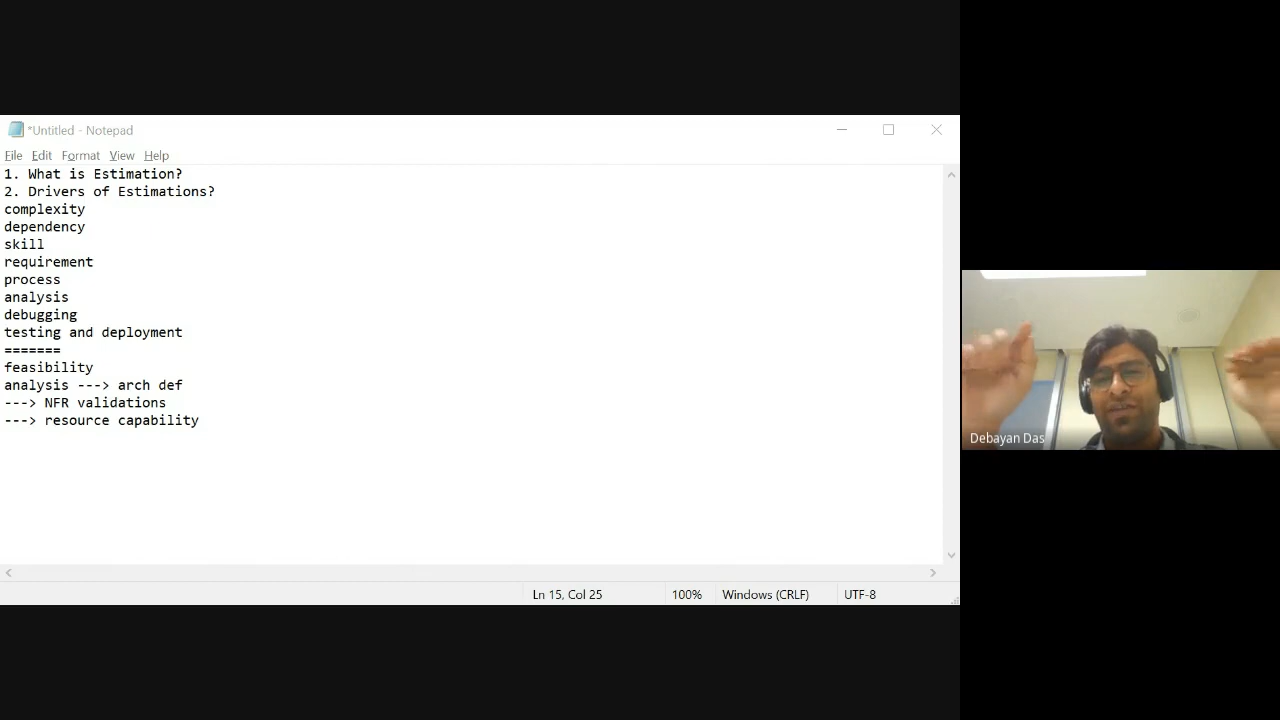 *Untitled - Notepad
File Edit Format View Help
1. What is Estimation?
2. Drivers of Estimations?
complexity
dependency
skill
requirement
process
analysis
debugging
testing and deployment
=======
feasibility
analysis ---> arch def
---> NFR validations
---> resource capability
Ln 15, Col 25 100% Windows (CRLF) UTF-8
Debayan Das